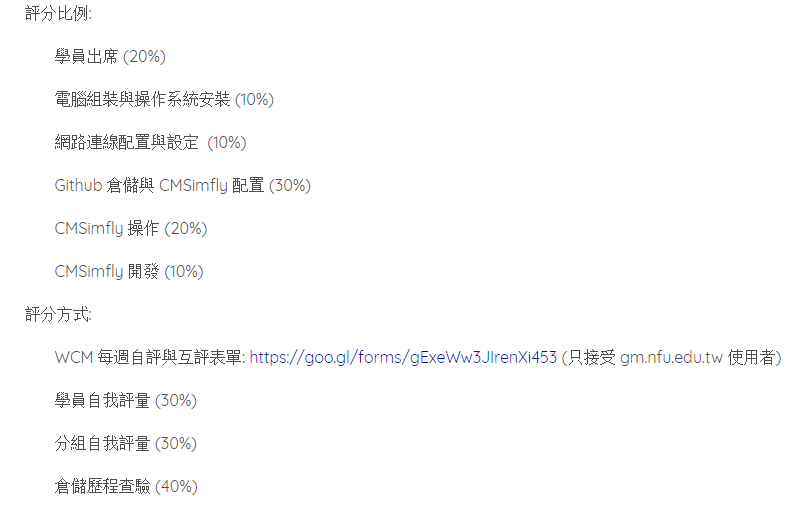 評分比例:
學員出席 (20%)
電腦組裝與操作系統安裝 (10%)
網路連線配置與設定  (10%)
Github 倉儲與 CMSimfly 配置 (30%)
CMSimfly 操作 (20%)
CMSimfly 開發 (10%)
評分方式:
WCM 每週自評與互評表單: https://goo.gl/forms/gExeWw3JIrenXi453 (只接受 gm.nfu.edu.tw 使用者)
學員自我評量 (30%)
分組自我評量 (30%)
倉儲歷程查驗 (40%)